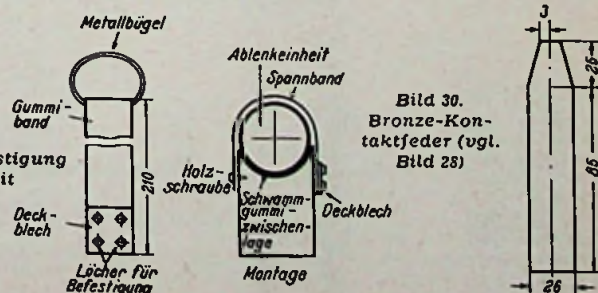 Metallbügel
Gummi-
band
estigung
it
Deck-
blech
210
Löcher für
Befestigung
Ablenkeinheit
Spannband
Holz-
schraube
Schwamm-
gummi-
zwischen-
lage
Deckblech
Montage
Bild 30.
Bronze-Kon-
taktfeder (vgl.
Bild 28)
3
25
85
26